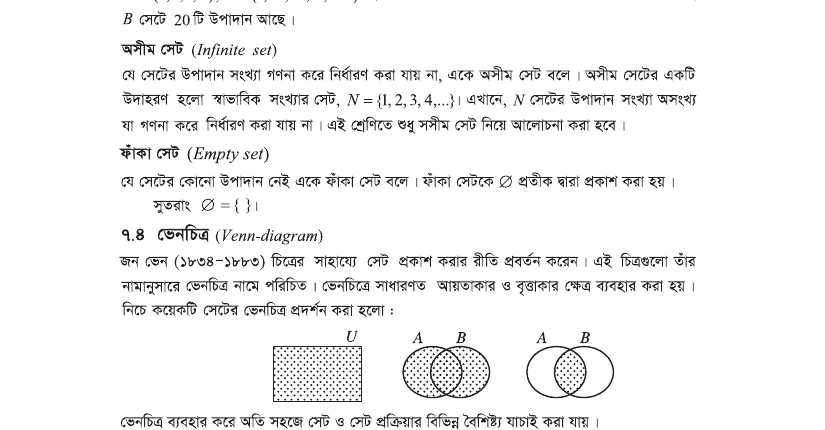 B সেটে 20 টি উপাদান আছে ।
অসীম সেট (Infinite set)
যে সেটের উপাদান সংখ্যা গণনা করে নির্ধারণ করা যায় না, একে অসীম সেট বলে । অসীম সেটের একটি
উদাহরণ হলো স্বাভাবিক সংখ্যার সেট, N = {1, 2, 3, 4,...}। এখানে, N সেটের উপাদান সংখ্যা অসংখ্য
যা গণনা করে নির্ধারণ করা যায় না । এই শ্রেণিতে শুধু সসীম সেট নিয়ে আলোচনা করা হবে ।
ফাঁকা সেট (Empty set)
যে সেটের কোনো উপাদান নেই একে ফাঁকা সেট বলে । ফাঁকা সেটকে ∅ প্রতীক দ্বারা প্রকাশ করা হয় ।
সুতরাং ∅ = { }।
৭.৪ ভেনচিত্র (Venn-diagram)
জন ভেন (১৮৩৪-১৮৮৩) চিত্রের সাহায্যে সেট প্রকাশ করার রীতি প্রবর্তন করেন । এই চিত্রগুলো তাঁর
নামানুসারে ভেনচিত্র নামে পরিচিত । ভেনচিত্রে সাধারণত আয়তাকার ও বৃত্তাকার ক্ষেত্র ব্যবহার করা হয় ।
নিচে কয়েকটি সেটের ভেনচিত্র প্রদর্শন করা হলো :
U A B A B
ভেনচিত্র ব্যবহার করে অতি সহজে সেট ও সেট প্রক্রিয়ার বিভিন্ন বৈশিষ্ট্য যাচাই করা যায় ।